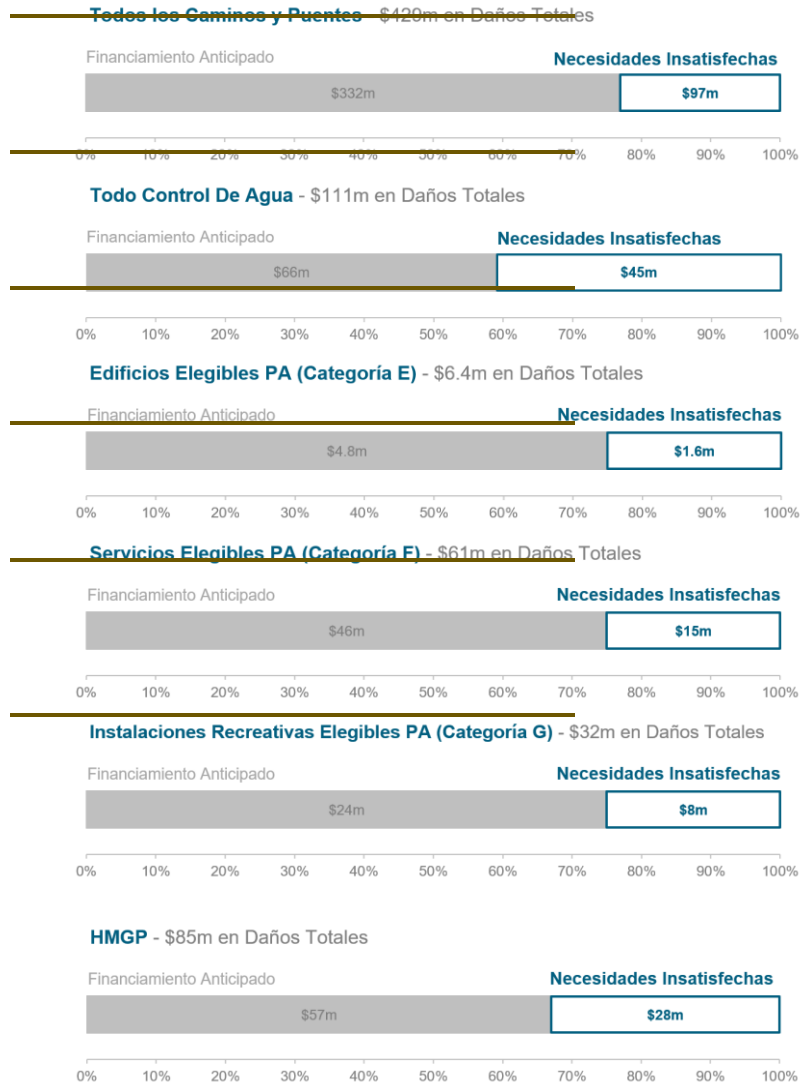 Todos los Caminos y Puentes - $429m en Daños Totales
Financiamiento Anticipado Necesidades Insatisfechas
$332m $97m
0% 10% 20% 30% 40% 50% 60% 70% 80% 90% 100%
Todo Control De Agua - $111m en Daños Totales
Financiamiento Anticipado Necesidades Insatisfechas
$66m $45m
0% 10% 20% 30% 40% 50% 60% 70% 80% 90% 100%
Edificios Elegibles PA (Categoría E) - $6.4m en Daños Totales
Financiamiento Anticipado Necesidades Insatisfechas
$4.8m $1.6m
0% 10% 20% 30% 40% 50% 60% 70% 80% 90% 100%
Servicios Elegibles PA (Categoría F) - $61m en Daños Totales
Financiamiento Anticipado Necesidades Insatisfechas
$46m $15m
0% 10% 20% 30% 40% 50% 60% 70% 80% 90% 100%
Instalaciones Recreativas Elegibles PA (Categoría G) - $32m en Daños Totales
Financiamiento Anticipado Necesidades Insatisfechas
$24m $8m
0% 10% 20% 30% 40% 50% 60% 70% 80% 90% 100%
HMGP - $85m en Daños Totales
Financiamiento Anticipado Necesidades Insatisfechas
$57m $28m
0% 10% 20% 30% 40% 50% 60% 70% 80% 90% 100%